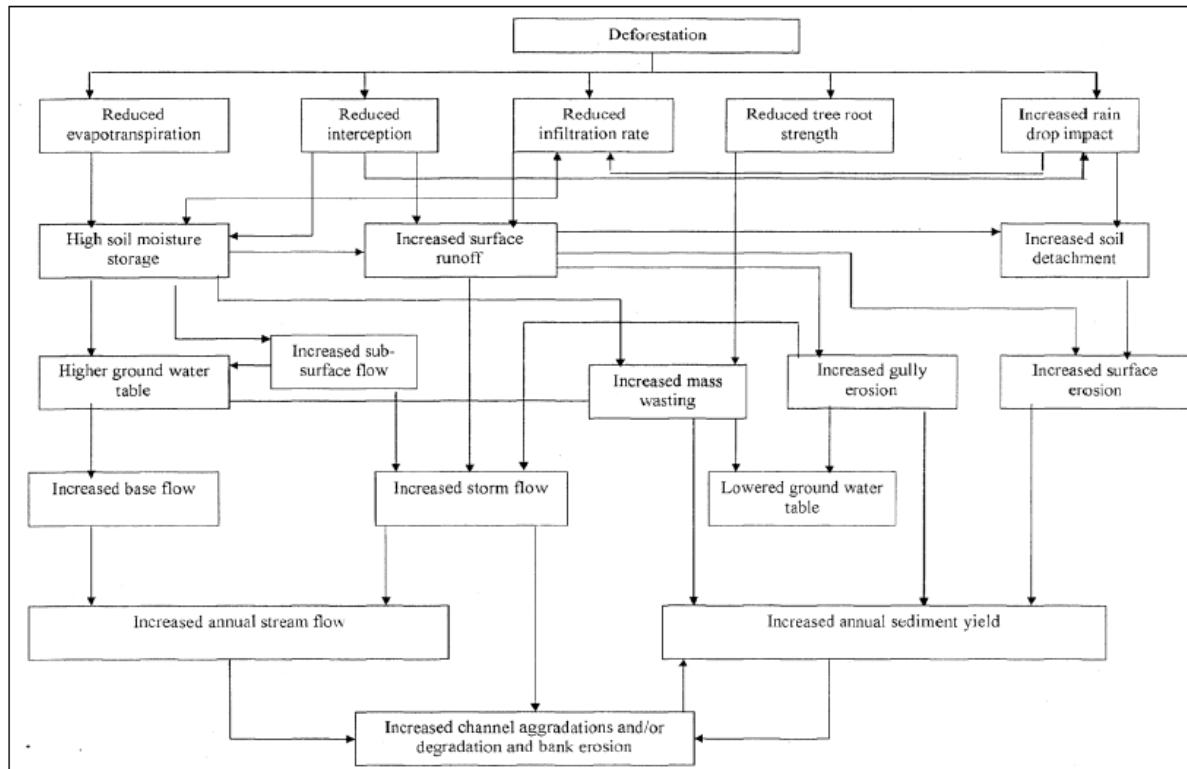 Deforestation
Reduced
evapotranspiration
Reduced
interception
Reduced
infiltration rate
Reduced tree root
strength
Increased rain
drop impact
High soil moisture
storage
Increased surface
runoff
Increased soil
detachment
Higher ground water
table
Increased sub-
surface flow
Increased mass
wasting
Increased gully
erosion
Increased surface
erosion
Increased base flow
Increased storm flow
Lowered ground water
table
Increased annual stream flow
Increased annual sediment yield
Increased channel aggradations and/or
degradation and bank erosion